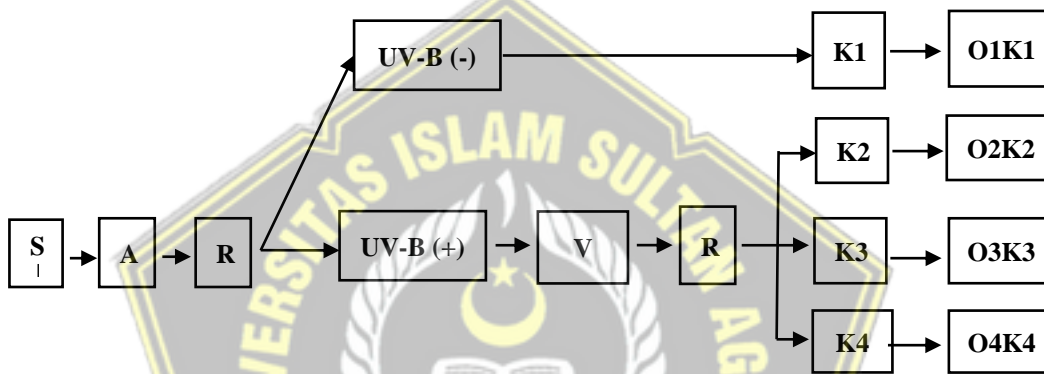 UV-B (-)
K1
O1K1
K2
O2K2
S
A
R
UV-B (+)
V
R
K3
O3K3
K4
O4K4
UNIVERSITAS ISLAM SULTAN AG